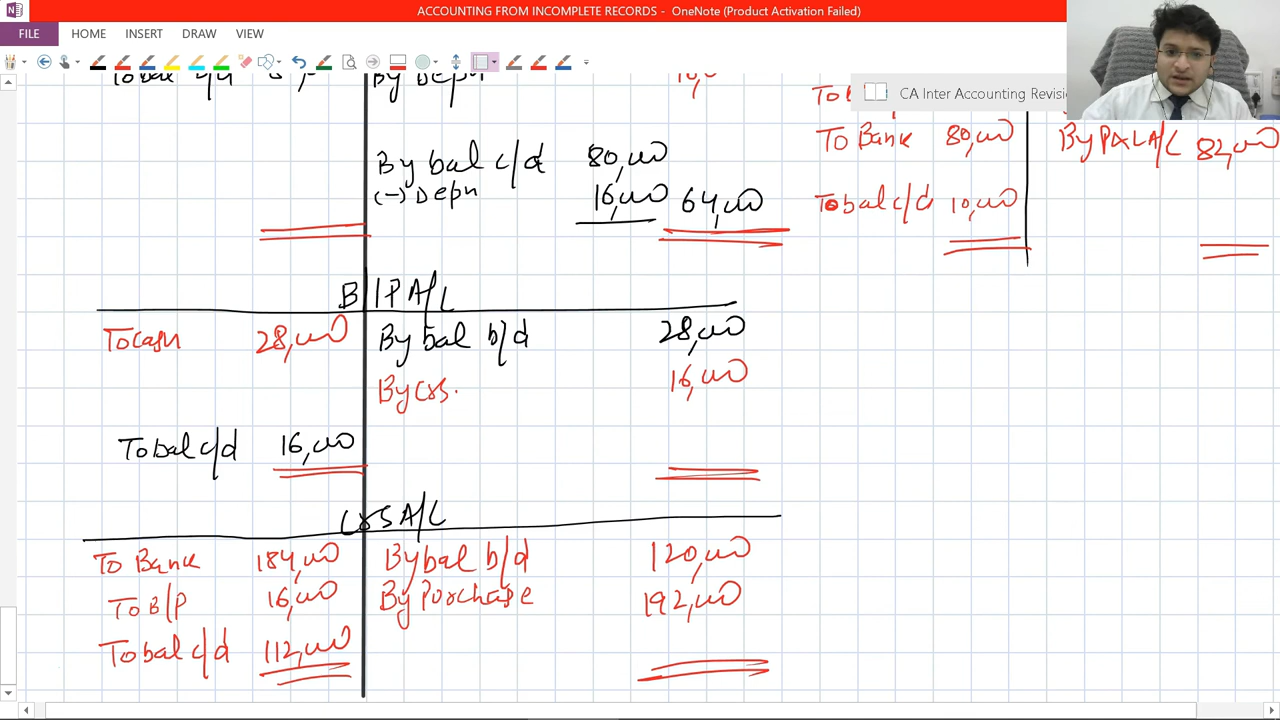 ACCOUNTING FROM INCOMPLETE RECORDS - OneNote (Product Activation Failed)
FILE HOME INSERT DRAW VIEW
CA Inter Accounting Revisi
By Depn
To Bank 80,000 By P&L A/C 82,000
By bal c/d 80,000
(-) Depn 16,000 64,000
To bal c/d 10,000
B/P A/C
To cash 28,000 By bal b/d 28,000
By Crs. 16,000
To bal c/d 16,000
Crs A/C
To Bank 184,000 By bal b/d 120,000
To B/P 16,000 By Purchase 192,000
To bal c/d 112,000